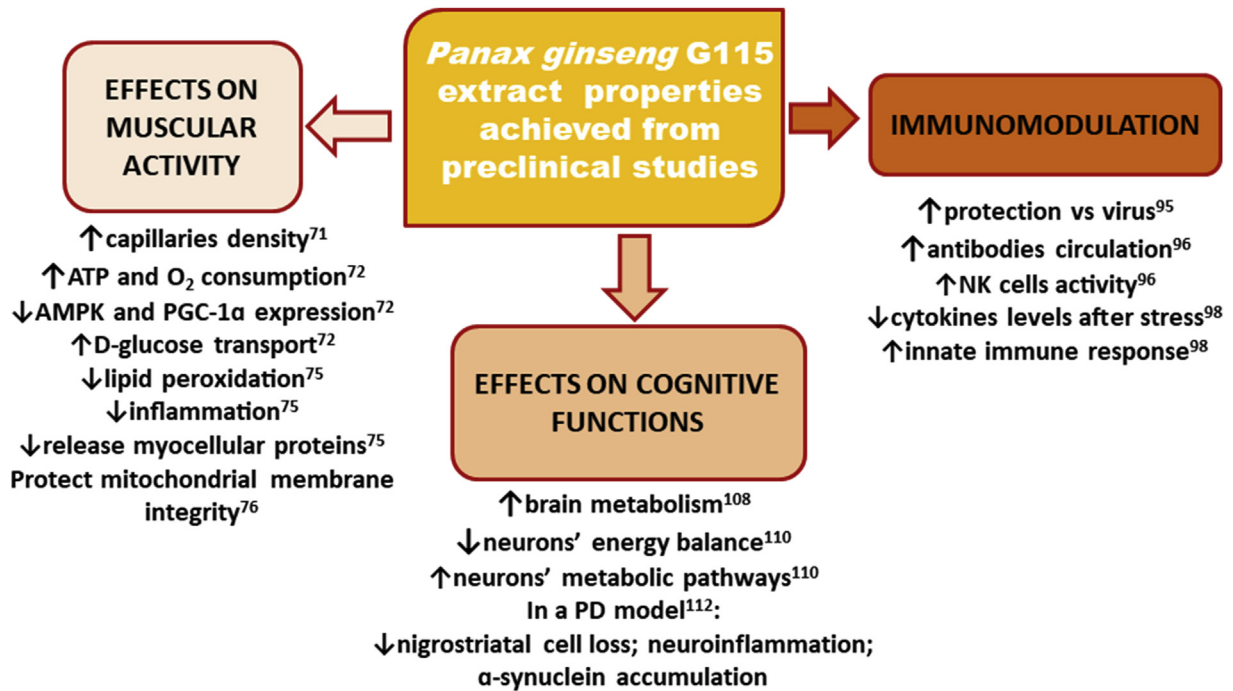 Panax ginseng G115
extract properties
achieved from
preclinical studies
EFFECTS ON
MUSCULAR
ACTIVITY
↑capillaries density⁷¹
↑ATP and O₂ consumption⁷²
↓AMPK and PGC-1α expression⁷²
↑D-glucose transport⁷²
↓lipid peroxidation⁷⁵
↓inflammation⁷⁵
↓release myocellular proteins⁷⁵
Protect mitochondrial membrane
integrity⁷⁶
EFFECTS ON COGNITIVE
FUNCTIONS
↑brain metabolism¹⁰⁸
↓neurons’ energy balance¹¹⁰
↑neurons’ metabolic pathways¹¹⁰
In a PD model¹¹²:
↓nigrostriatal cell loss; neuroinflammation;
α-synuclein accumulation
IMMUNOMODULATION
↑protection vs virus⁹⁵
↑antibodies circulation⁹⁶
↑NK cells activity⁹⁶
↓cytokines levels after stress⁹⁸
↑innate immune response⁹⁸